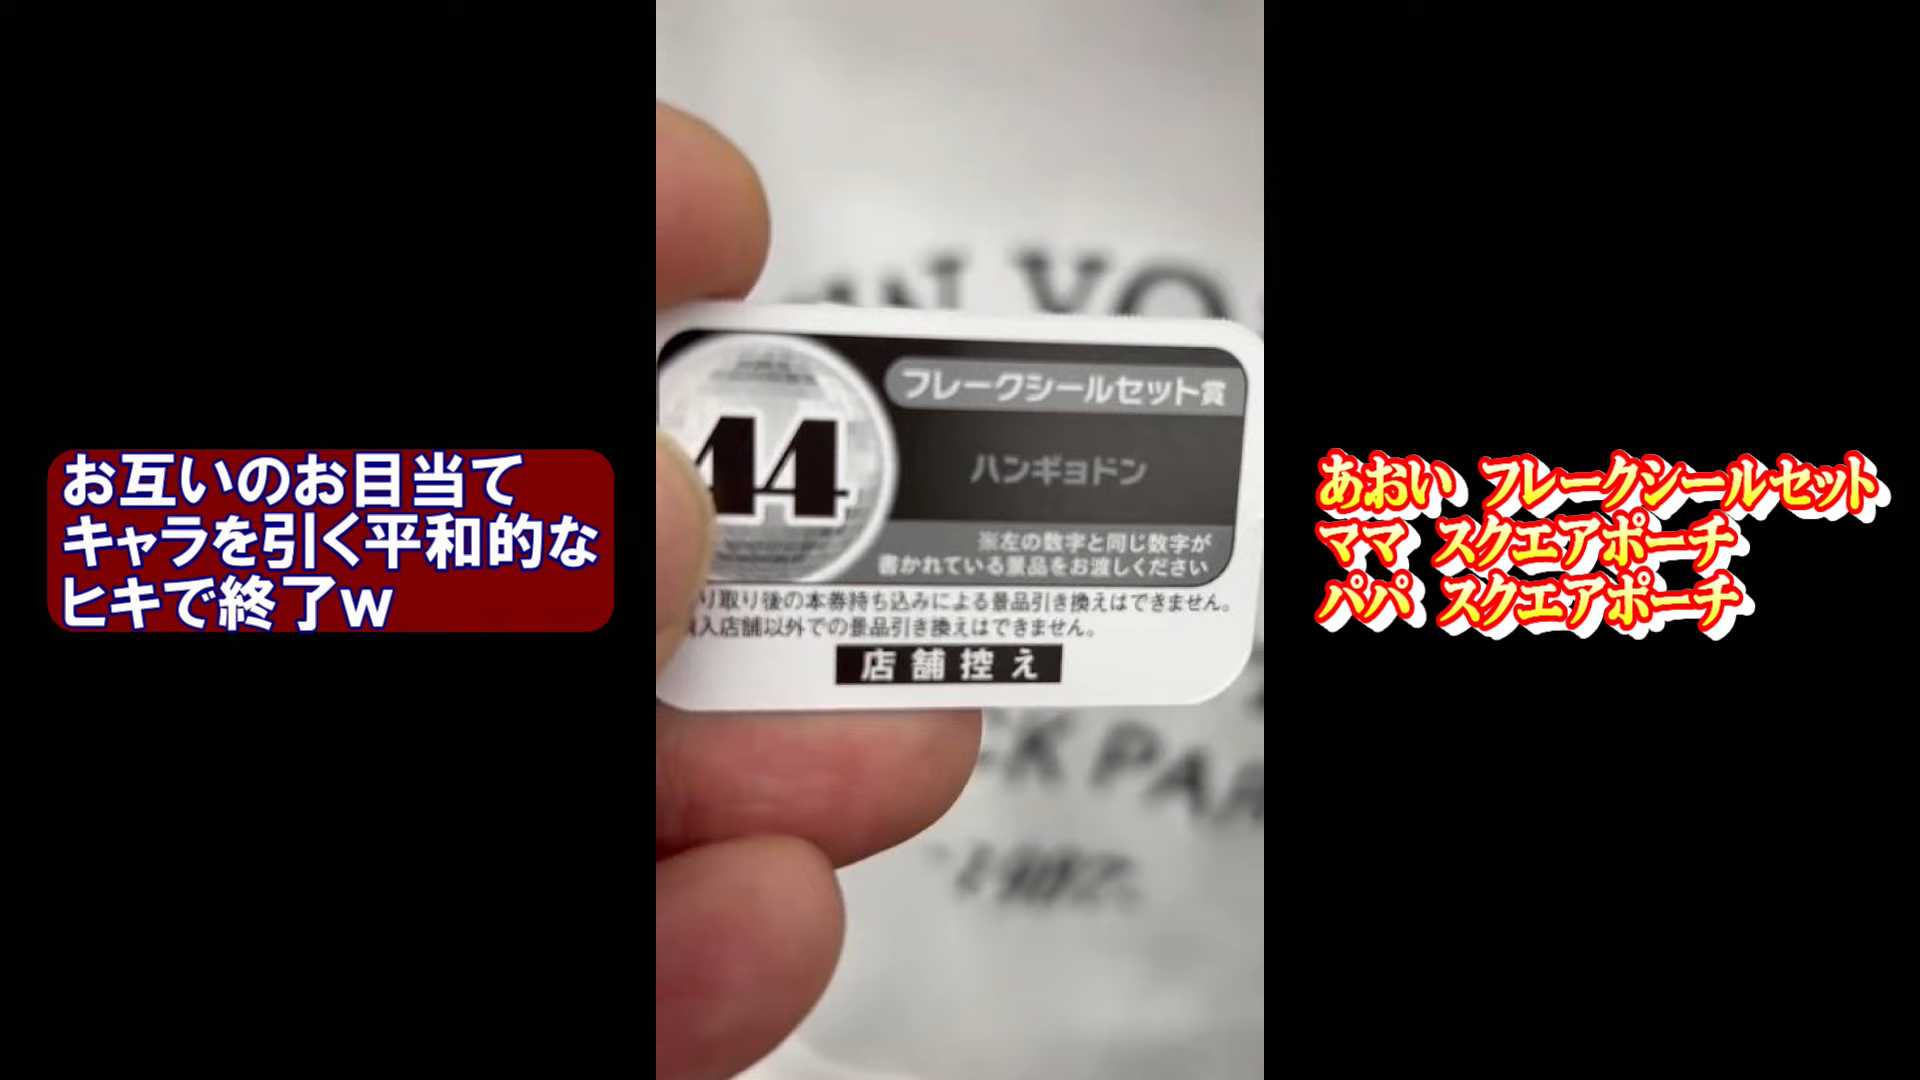 お互いのお目当て
キャラを引く平和的な
ヒキで終了w
フレークシールセット賞
44
ハンギョドン
※左の数字と同じ数字が
書かれている景品をお渡しください
り取り後の本券持ち込みによる景品引き換えはできません。
入店舗以外での景品引き換えはできません。
店舗控え
CK PAR
1982
あおい フレークシールセット
ママ スクエアポーチ
パパ スクエアポーチ